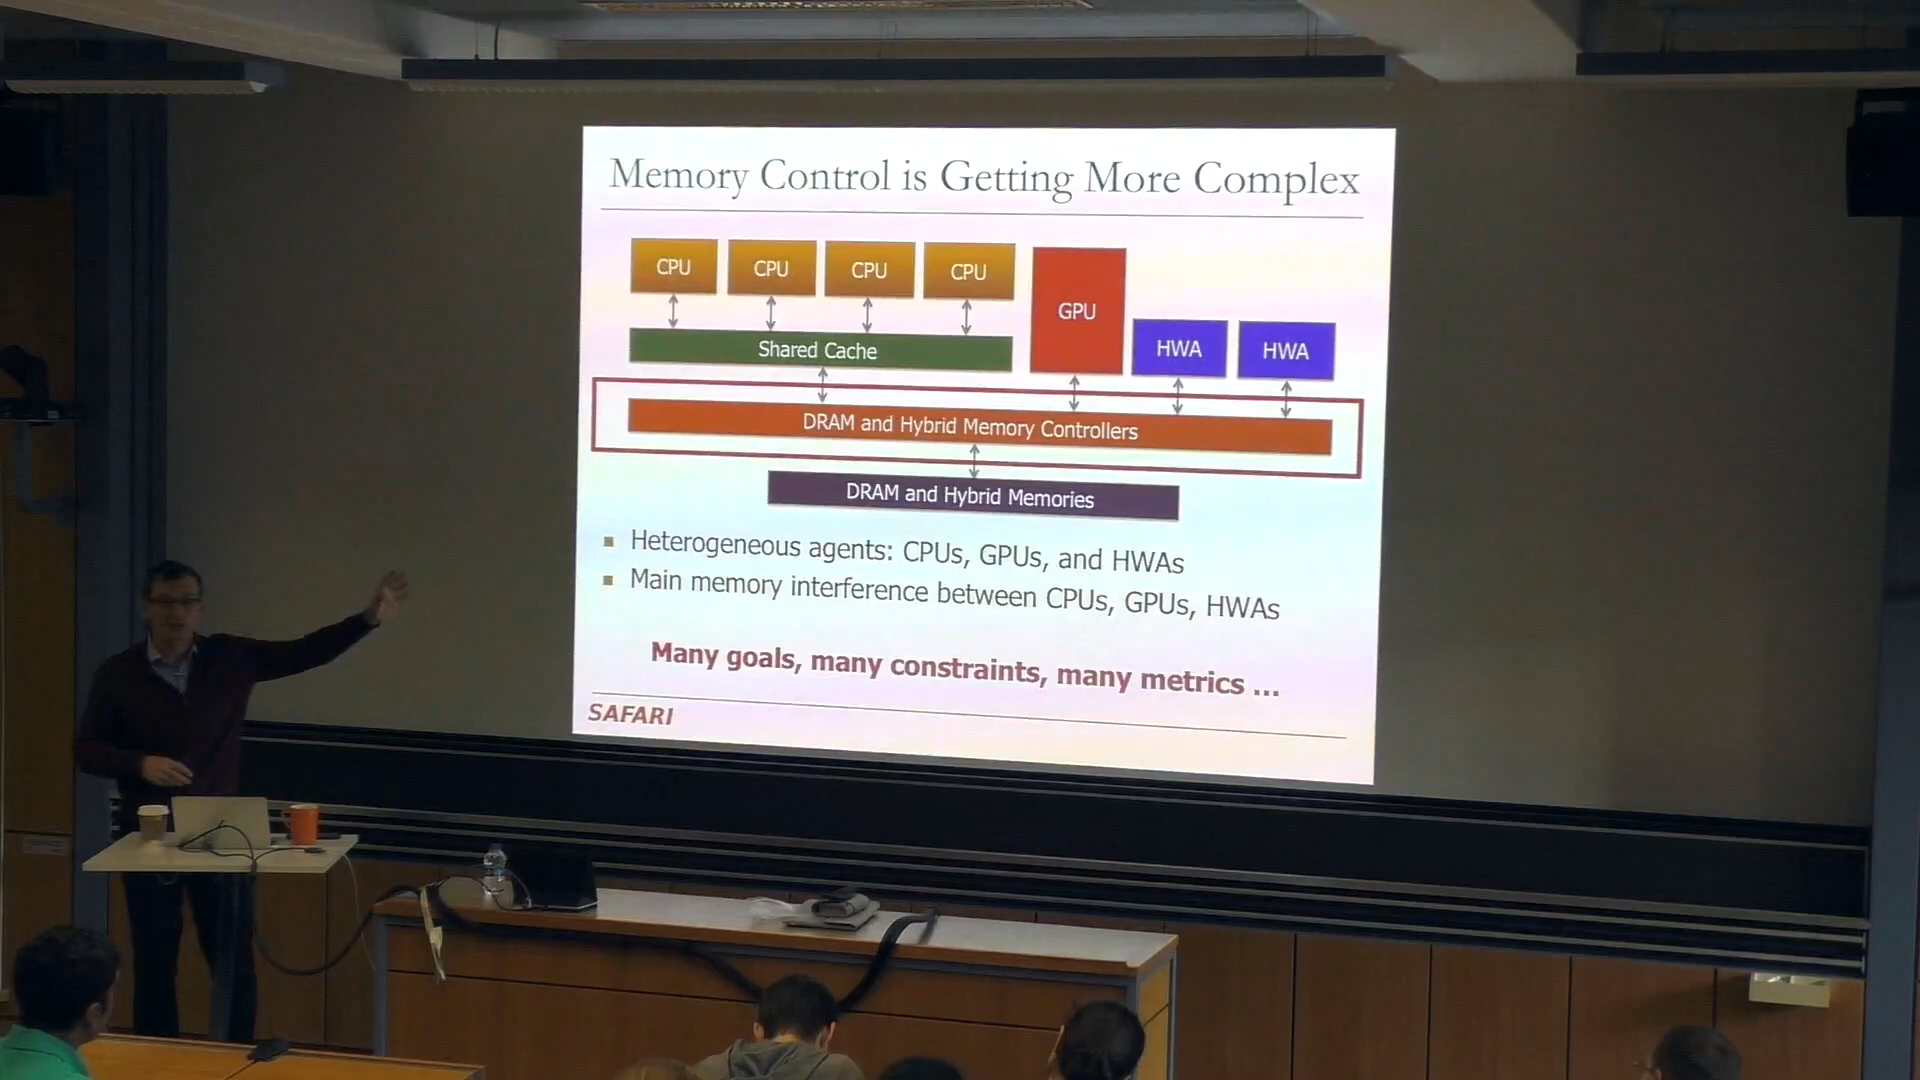 Memory Control is Getting More Complex
CPU
CPU
CPU
CPU
GPU
HWA
HWA
Shared Cache
DRAM and Hybrid Memory Controllers
DRAM and Hybrid Memories
Heterogeneous agents: CPUs, GPUs, and HWAs
Main memory interference between CPUs, GPUs, HWAs
Many goals, many constraints, many metrics ...
SAFARI